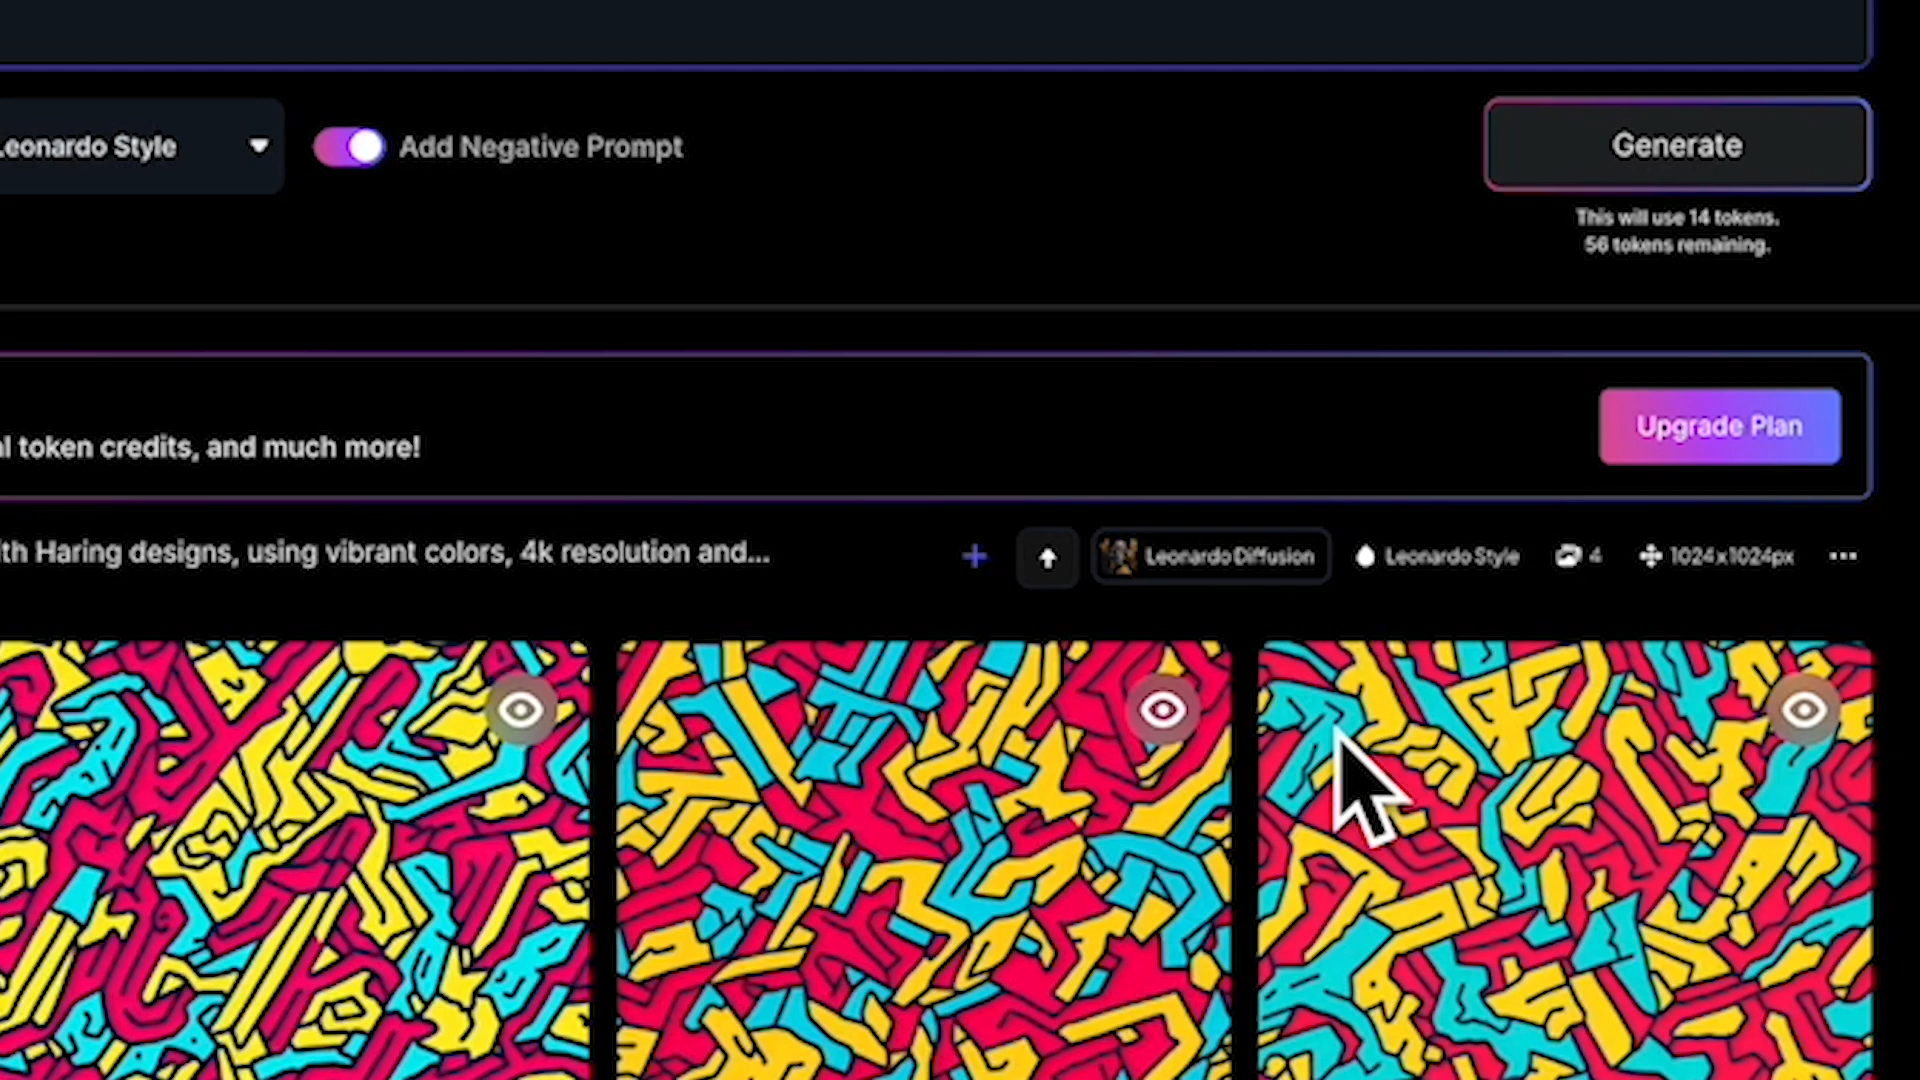 Leonardo Style
Add Negative Prompt
Generate
This will use 14 tokens.
56 tokens remaining.
token credits, and much more!
Upgrade Plan
Haring designs, using vibrant colors, 4k resolution and...
Leonardo Diffusion
Leonardo Style
4
1024x1024px